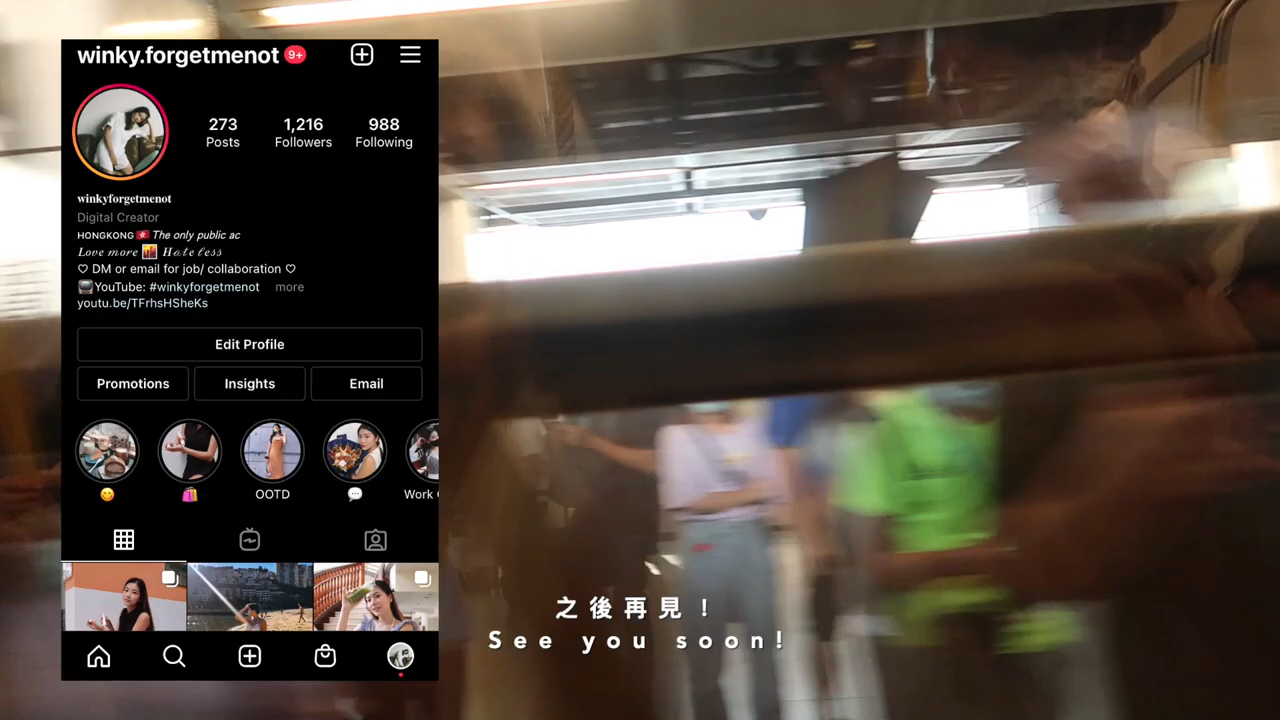 winky.forgetmenot 9+
273 1,216 988
Posts Followers Following
winkyforgetmenot
Digital Creator
HONGKONG🇭🇰 The only public ac
Love more 🌇 Hate less
♡ DM or email for job/ collaboration ♡
📺YouTube: #winkyforgetmenot more
youtu.be/TFrhsHSheKs
Edit Profile
Promotions Insights Email
😋 🛍️ OOTD 💬 Work
之後再見！
See you soon!